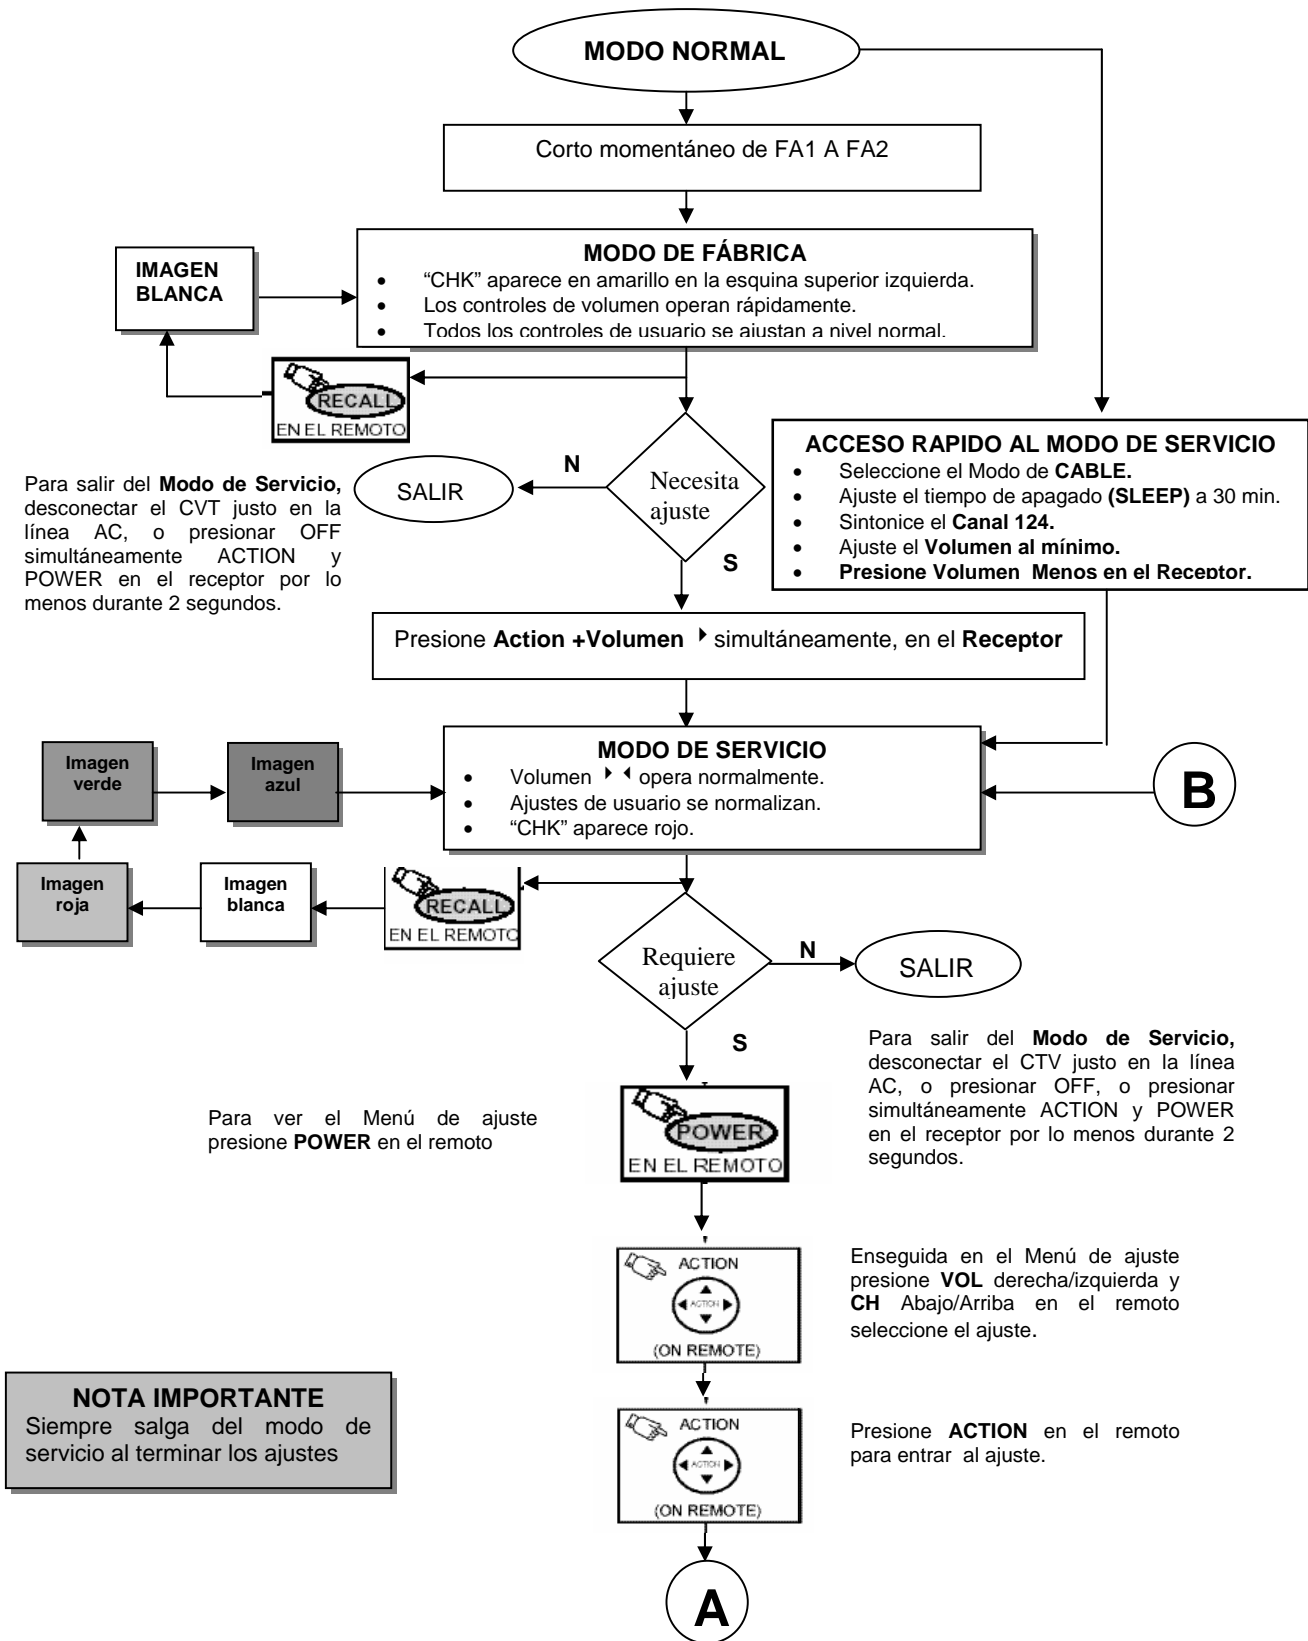 MODO NORMAL
Corto momentáneo de FA1 A FA2
MODO DE FÁBRICA
• “CHK” aparece en amarillo en la esquina superior izquierda.
• Los controles de volumen operan rápidamente.
• Todos los controles de usuario se ajustan a nivel normal.
IMAGEN
BLANCA
RECALL
EN EL REMOTO
ACCESO RAPIDO AL MODO DE SERVICIO
• Seleccione el Modo de CABLE.
• Ajuste el tiempo de apagado (SLEEP) a 30 min.
• Sintonice el Canal 124.
• Ajuste el Volumen al mínimo.
• Presione Volumen Menos en el Receptor.
Necesita
ajuste
N
SALIR
S
Para salir del Modo de Servicio,
desconectar el CVT justo en la
línea AC, o presionar OFF
simultáneamente ACTION y
POWER en el receptor por lo
menos durante 2 segundos.
Presione Action +Volumen simultáneamente, en el Receptor
MODO DE SERVICIO
• Volumen opera normalmente.
• Ajustes de usuario se normalizan.
• “CHK” aparece rojo.
Imagen
verde
Imagen
azul
B
Imagen
roja
Imagen
blanca
RECALL
EN EL REMOTO
Requiere
ajuste
N
SALIR
S
Para salir del Modo de Servicio,
desconectar el CTV justo en la línea
AC, o presionar OFF, o presionar
simultáneamente ACTION y POWER
en el receptor por lo menos durante 2
segundos.
Para ver el Menú de ajuste
presione POWER en el remoto
POWER
EN EL REMOTO
ACTION
ACTION
(ON REMOTE)
Enseguida en el Menú de ajuste
presione VOL derecha/izquierda y
CH Abajo/Arriba en el remoto
seleccione el ajuste.
NOTA IMPORTANTE
Siempre salga del modo de
servicio al terminar los ajustes
ACTION
ACTION
(ON REMOTE)
Presione ACTION en el remoto
para entrar al ajuste.
A